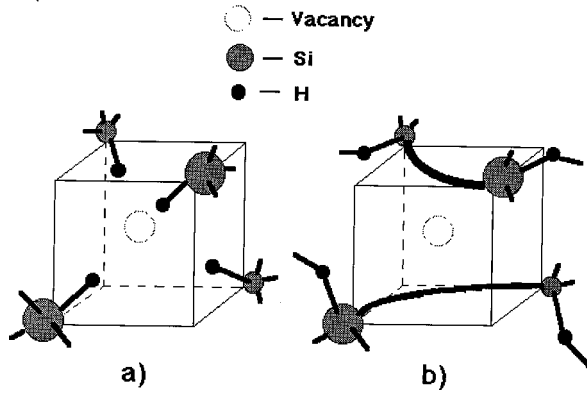 — Vacancy
— Si
— H
a)
b)